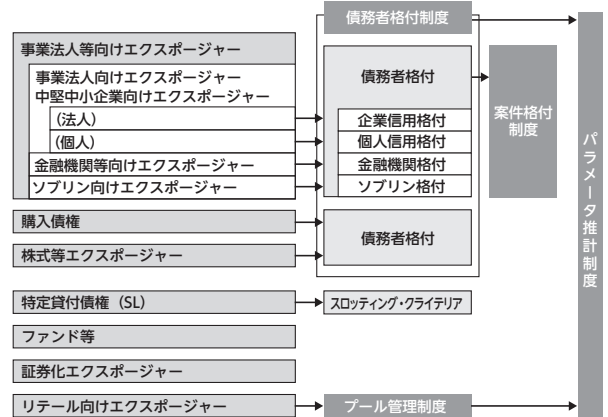 債務者格付制度
事業法人等向けエクスポージャー
事業法人向けエクスポージャー
中堅中小企業向けエクスポージャー
(法人)
(個人)
金融機関等向けエクスポージャー
ソブリン向けエクスポージャー
債務者格付
企業信用格付
個人信用格付
金融機関格付
ソブリン格付
案件格付
制度
パラメータ推計制度
購入債権
株式等エクスポージャー
債務者格付
特定貸付債権（SL）
スロッティング・クライテリア
ファンド等
証券化エクスポージャー
リテール向けエクスポージャー
プール管理制度